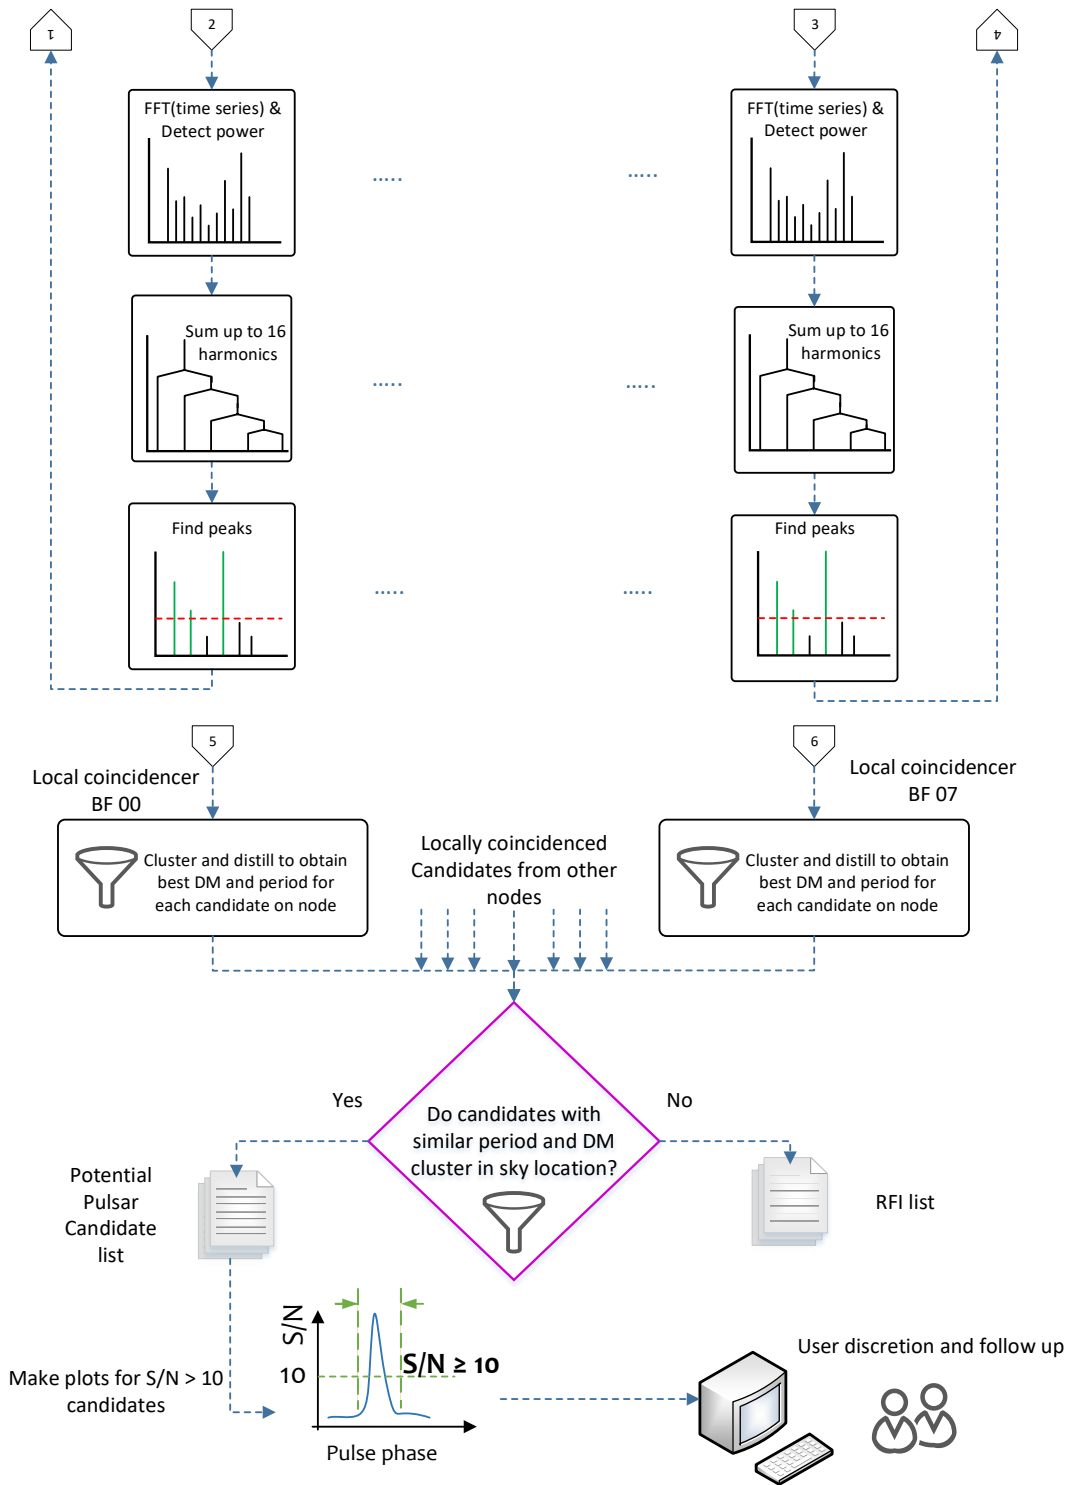 1
2
3
4
FFT(time series) &
Detect power
.....
.....
FFT(time series) &
Detect power
Sum up to 16
harmonics
.....
.....
Sum up to 16
harmonics
Find peaks
.....
.....
Find peaks
5
6
Local coincidencer
BF 00
Local coincidencer
BF 07
Cluster and distill to obtain
best DM and period for
each candidate on node
Locally coincidenced
Candidates from other
nodes
Cluster and distill to obtain
best DM and period for
each candidate on node
Yes
No
Do candidates with
similar period and DM
cluster in sky location?
Potential
Pulsar
Candidate
list
RFI list
Make plots for S/N > 10
candidates
S/N
10
S/N ≥ 10
Pulse phase
User discretion and follow up